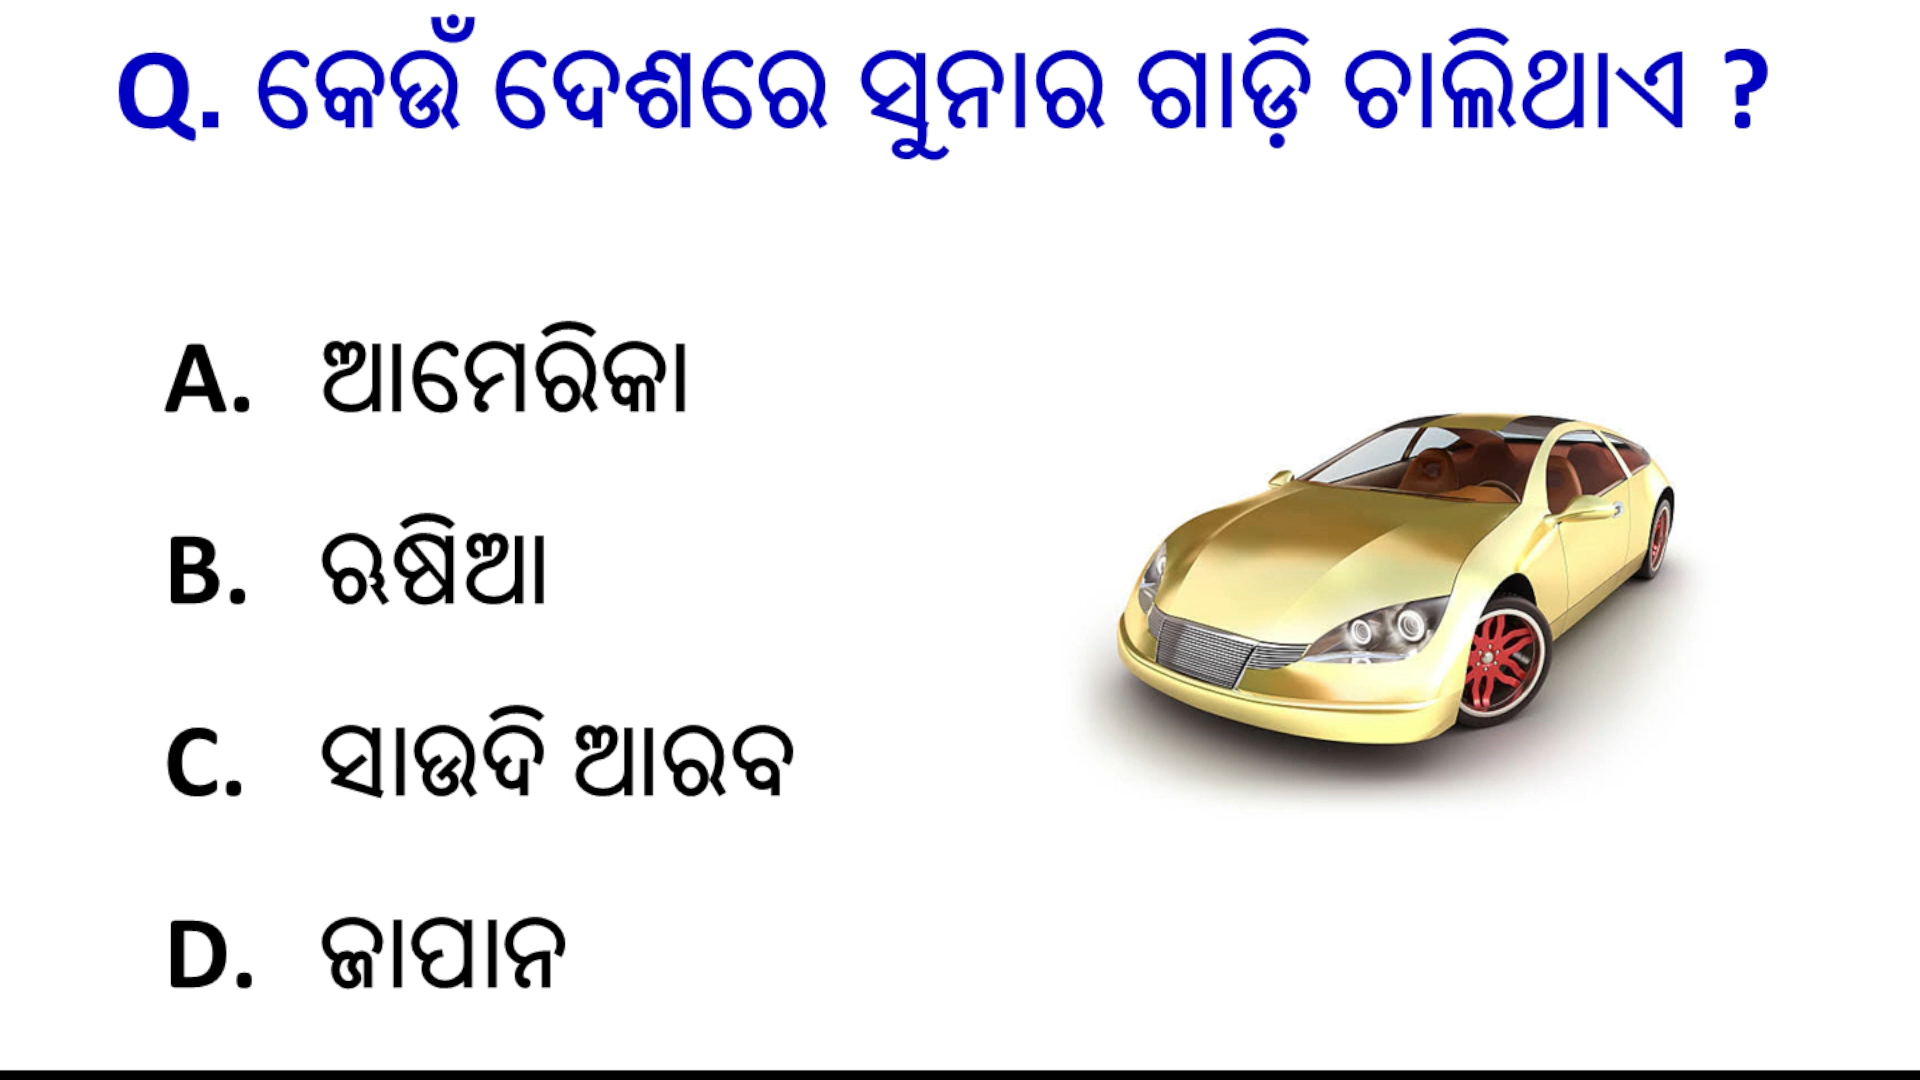 Q. କେଉଁ ଦେଶରେ ସୁନାର ଗାଡ଼ି ଚାଲିଥାଏ ?
A. ଆମେରିକା
B. ଋଷିଆ
C. ସାଉଦି ଆରବ
D. ଜାପାନ